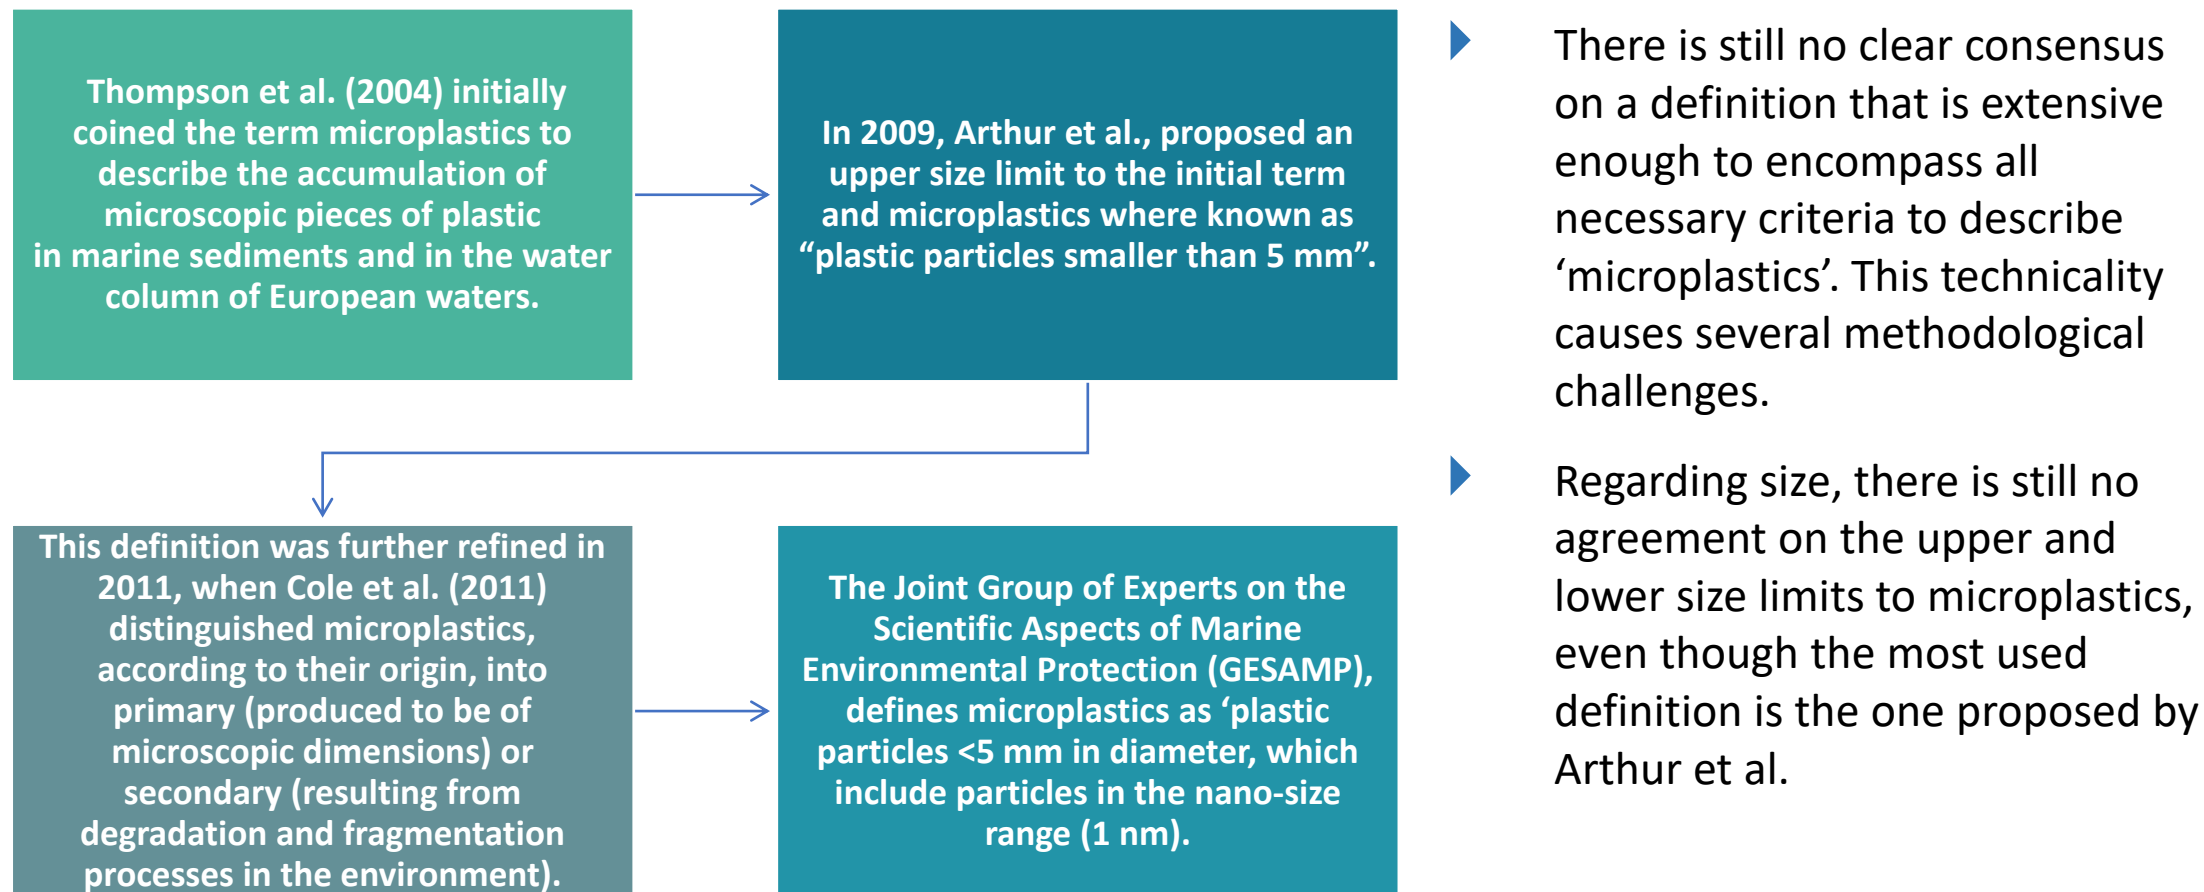 Thompson et al. (2004) initially
coined the term microplastics to
describe the accumulation of
microscopic pieces of plastic
in marine sediments and in the water
column of European waters.
In 2009, Arthur et al., proposed an
upper size limit to the initial term
and microplastics where known as
“plastic particles smaller than 5 mm”.
This definition was further refined in
2011, when Cole et al. (2011)
distinguished microplastics,
according to their origin, into
primary (produced to be of
microscopic dimensions) or
secondary (resulting from
degradation and fragmentation
processes in the environment).
The Joint Group of Experts on the
Scientific Aspects of Marine
Environmental Protection (GESAMP),
defines microplastics as ‘plastic
particles <5 mm in diameter, which
include particles in the nano-size
range (1 nm).
There is still no clear consensus
on a definition that is extensive
enough to encompass all
necessary criteria to describe
‘microplastics’. This technicality
causes several methodological
challenges.
Regarding size, there is still no
agreement on the upper and
lower size limits to microplastics,
even though the most used
definition is the one proposed by
Arthur et al.